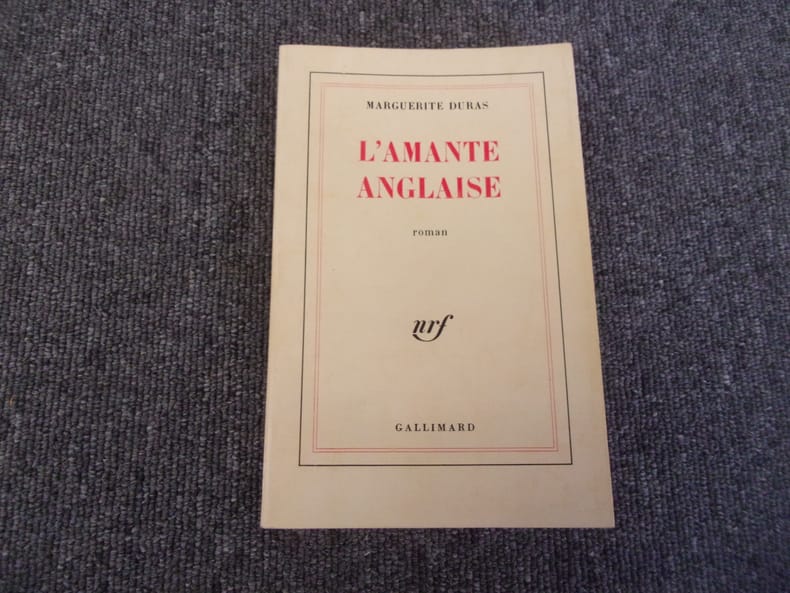 MARGUERITE DURAS
L'AMANTE
ANGLAISE
roman
nrf
GALLIMARD